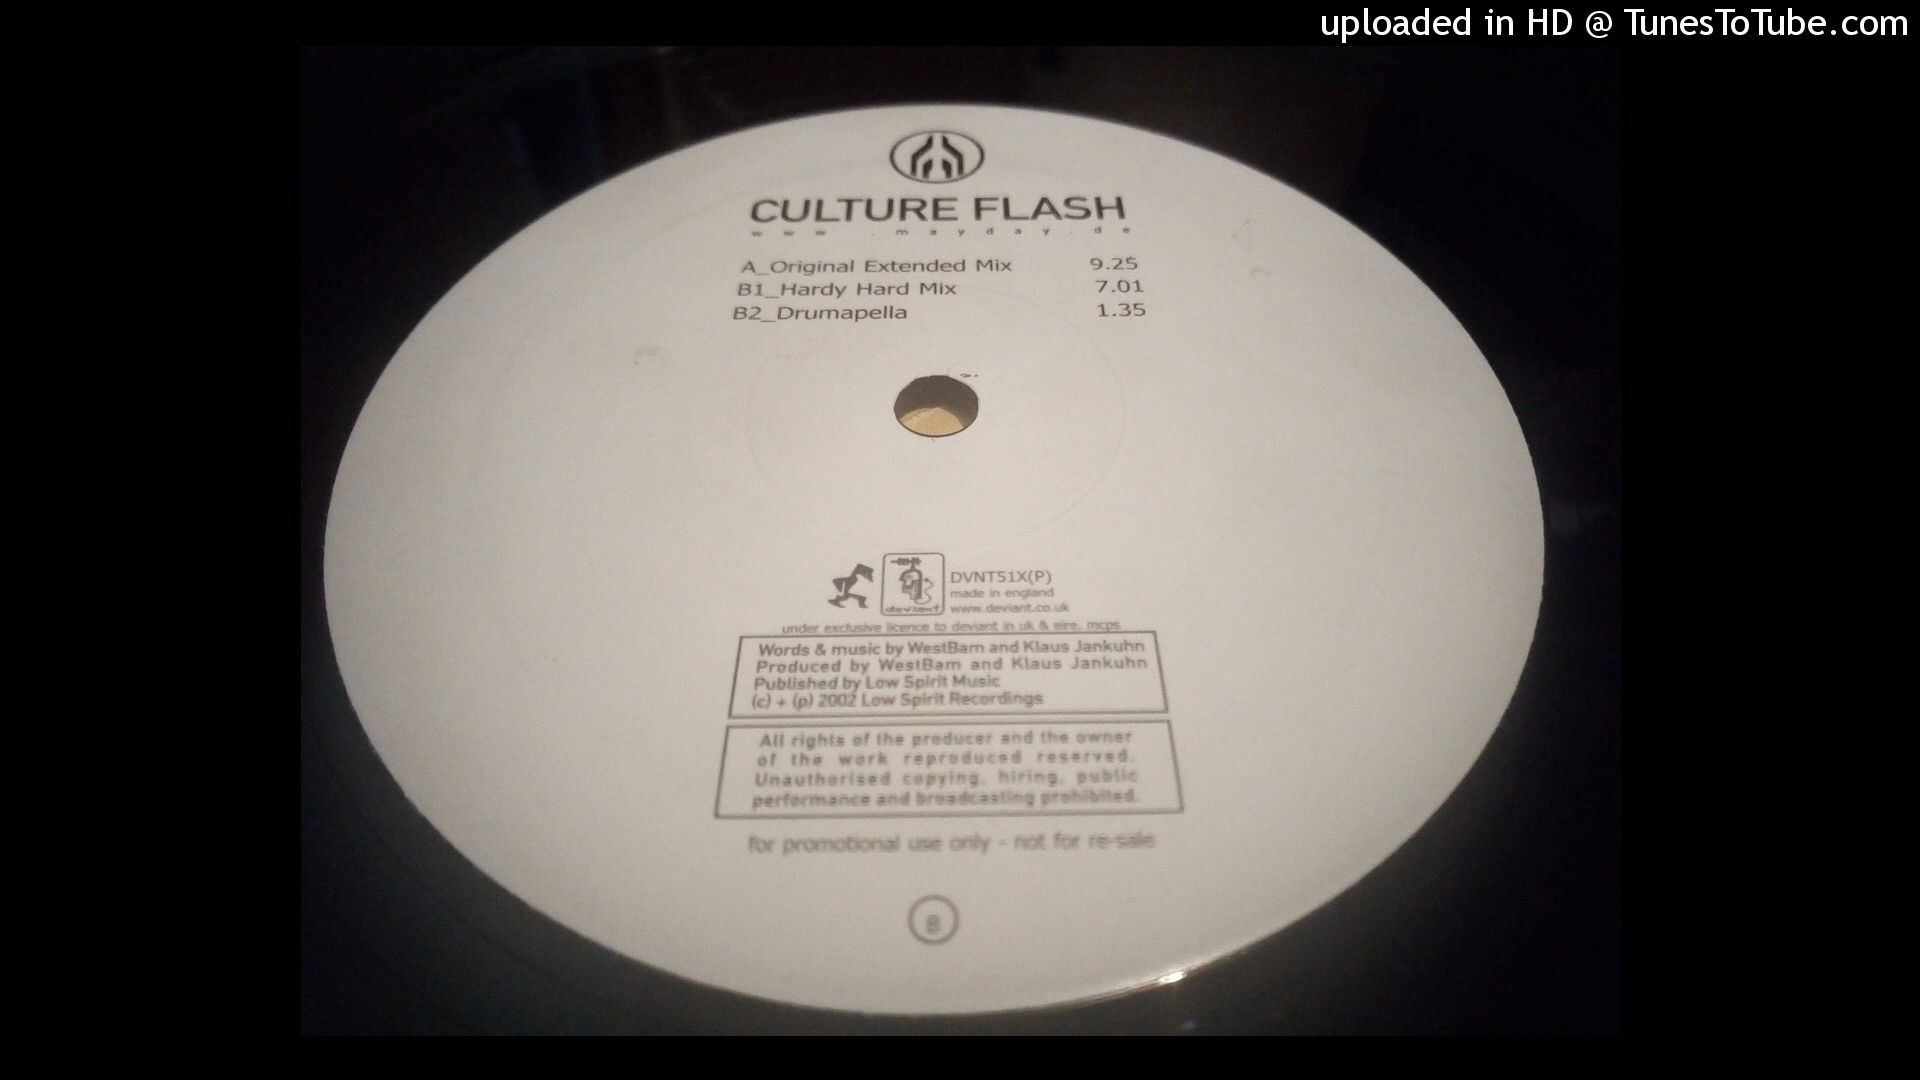 uploaded in HD @ TunesToTube.com
CULTURE FLASH
www.mayday.de
A_Original Extended Mix 9.25
B1_Hardy Hard Mix 7.01
B2_Drumapella 1.35
DVNT51X(P)
made in england
deviant www.deviant.co.uk
under exclusive licence to deviant in uk & eire. mcps
Words & music by WestBam and Klaus Jankuhn
Produced by WestBam and Klaus Jankuhn
Published by Low Spirit Music
(c) + (p) 2002 Low Spirit Recordings
All rights of the producer and the owner
of the work reproduced reserved.
Unauthorised copying, hiring, public
performance and broadcasting prohibited.
for promotional use only - not for re-sale
B